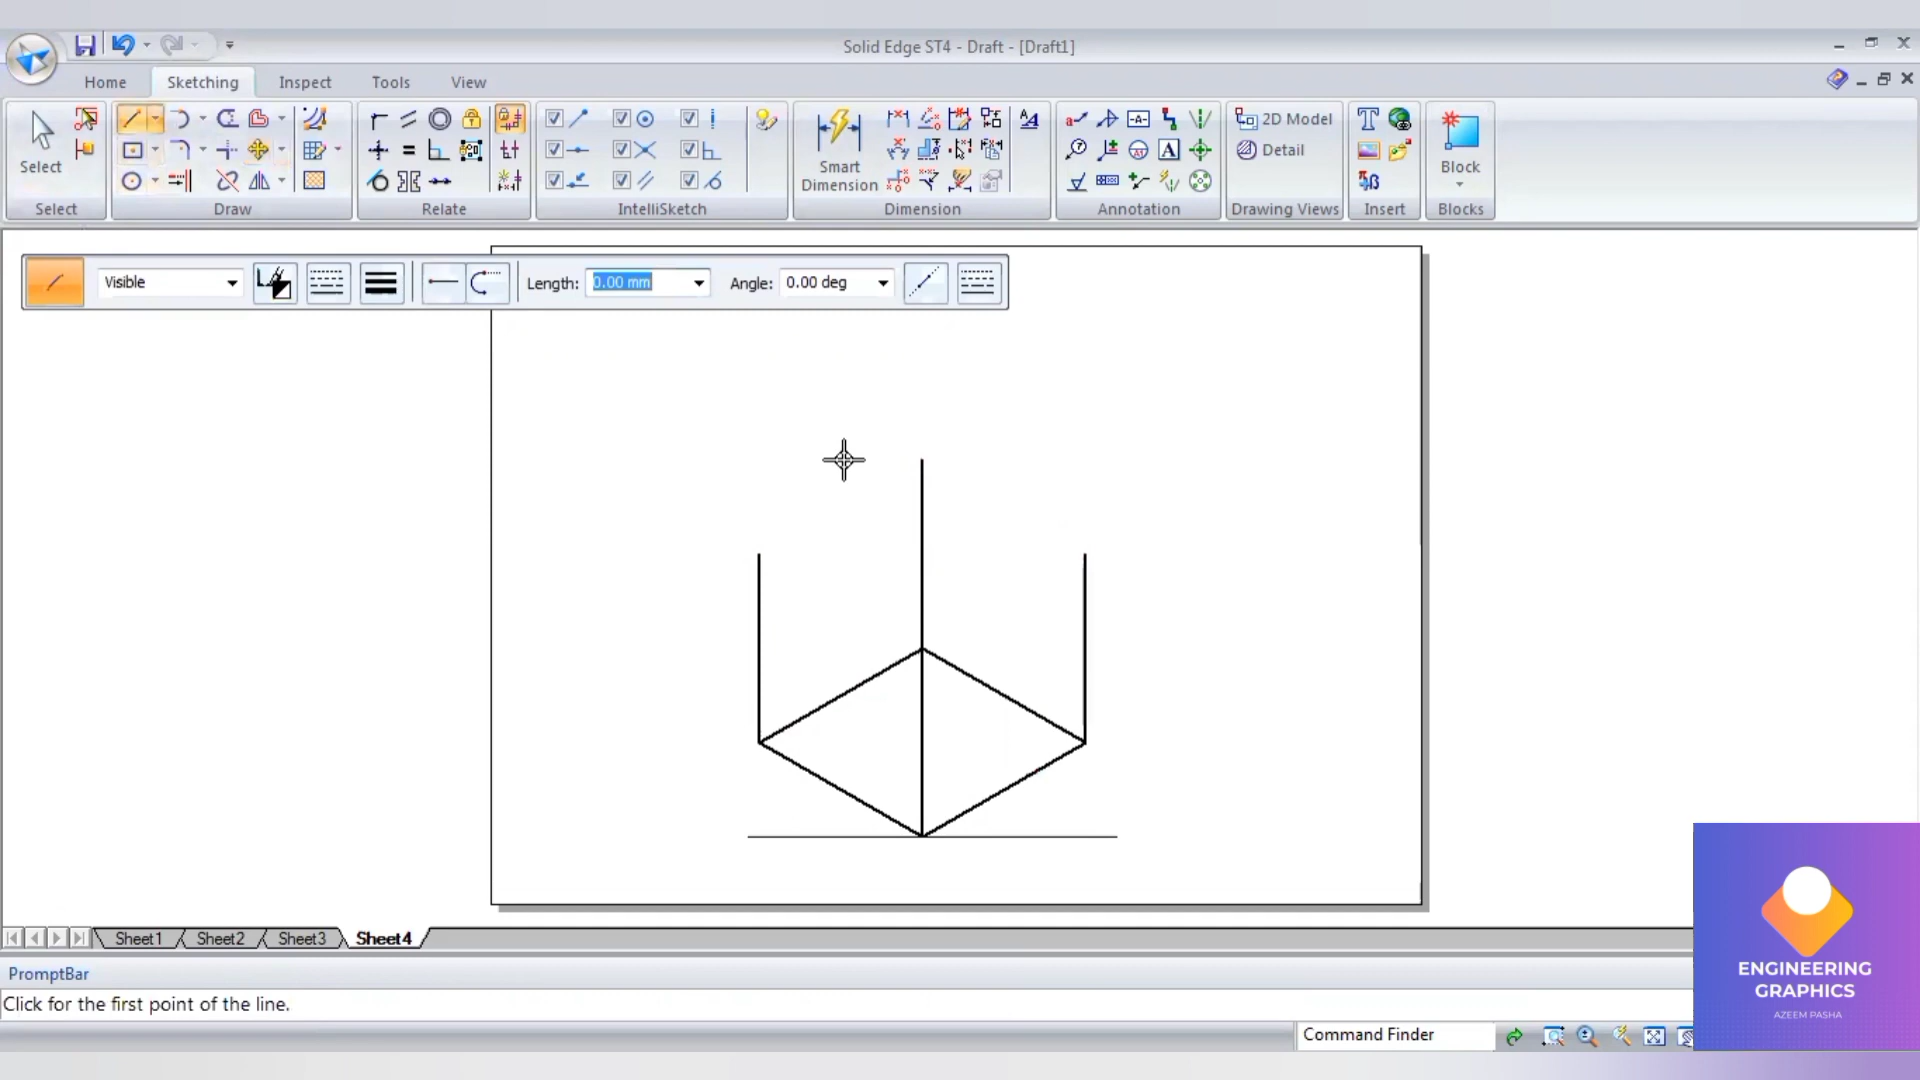 Solid Edge ST4 - Draft - [Draft1]
Home Sketching Inspect Tools View
Select
Smart
Dimension
2D Model
Detail
Block
Select Draw Relate IntelliSketch Dimension Annotation Drawing Views Insert Blocks
Visible Length: 0.00 mm Angle: 0.00 deg
Sheet1 Sheet2 Sheet3 Sheet4
PromptBar
Click for the first point of the line.
Command Finder
ENGINEERING
GRAPHICS
AZEEM PASHA